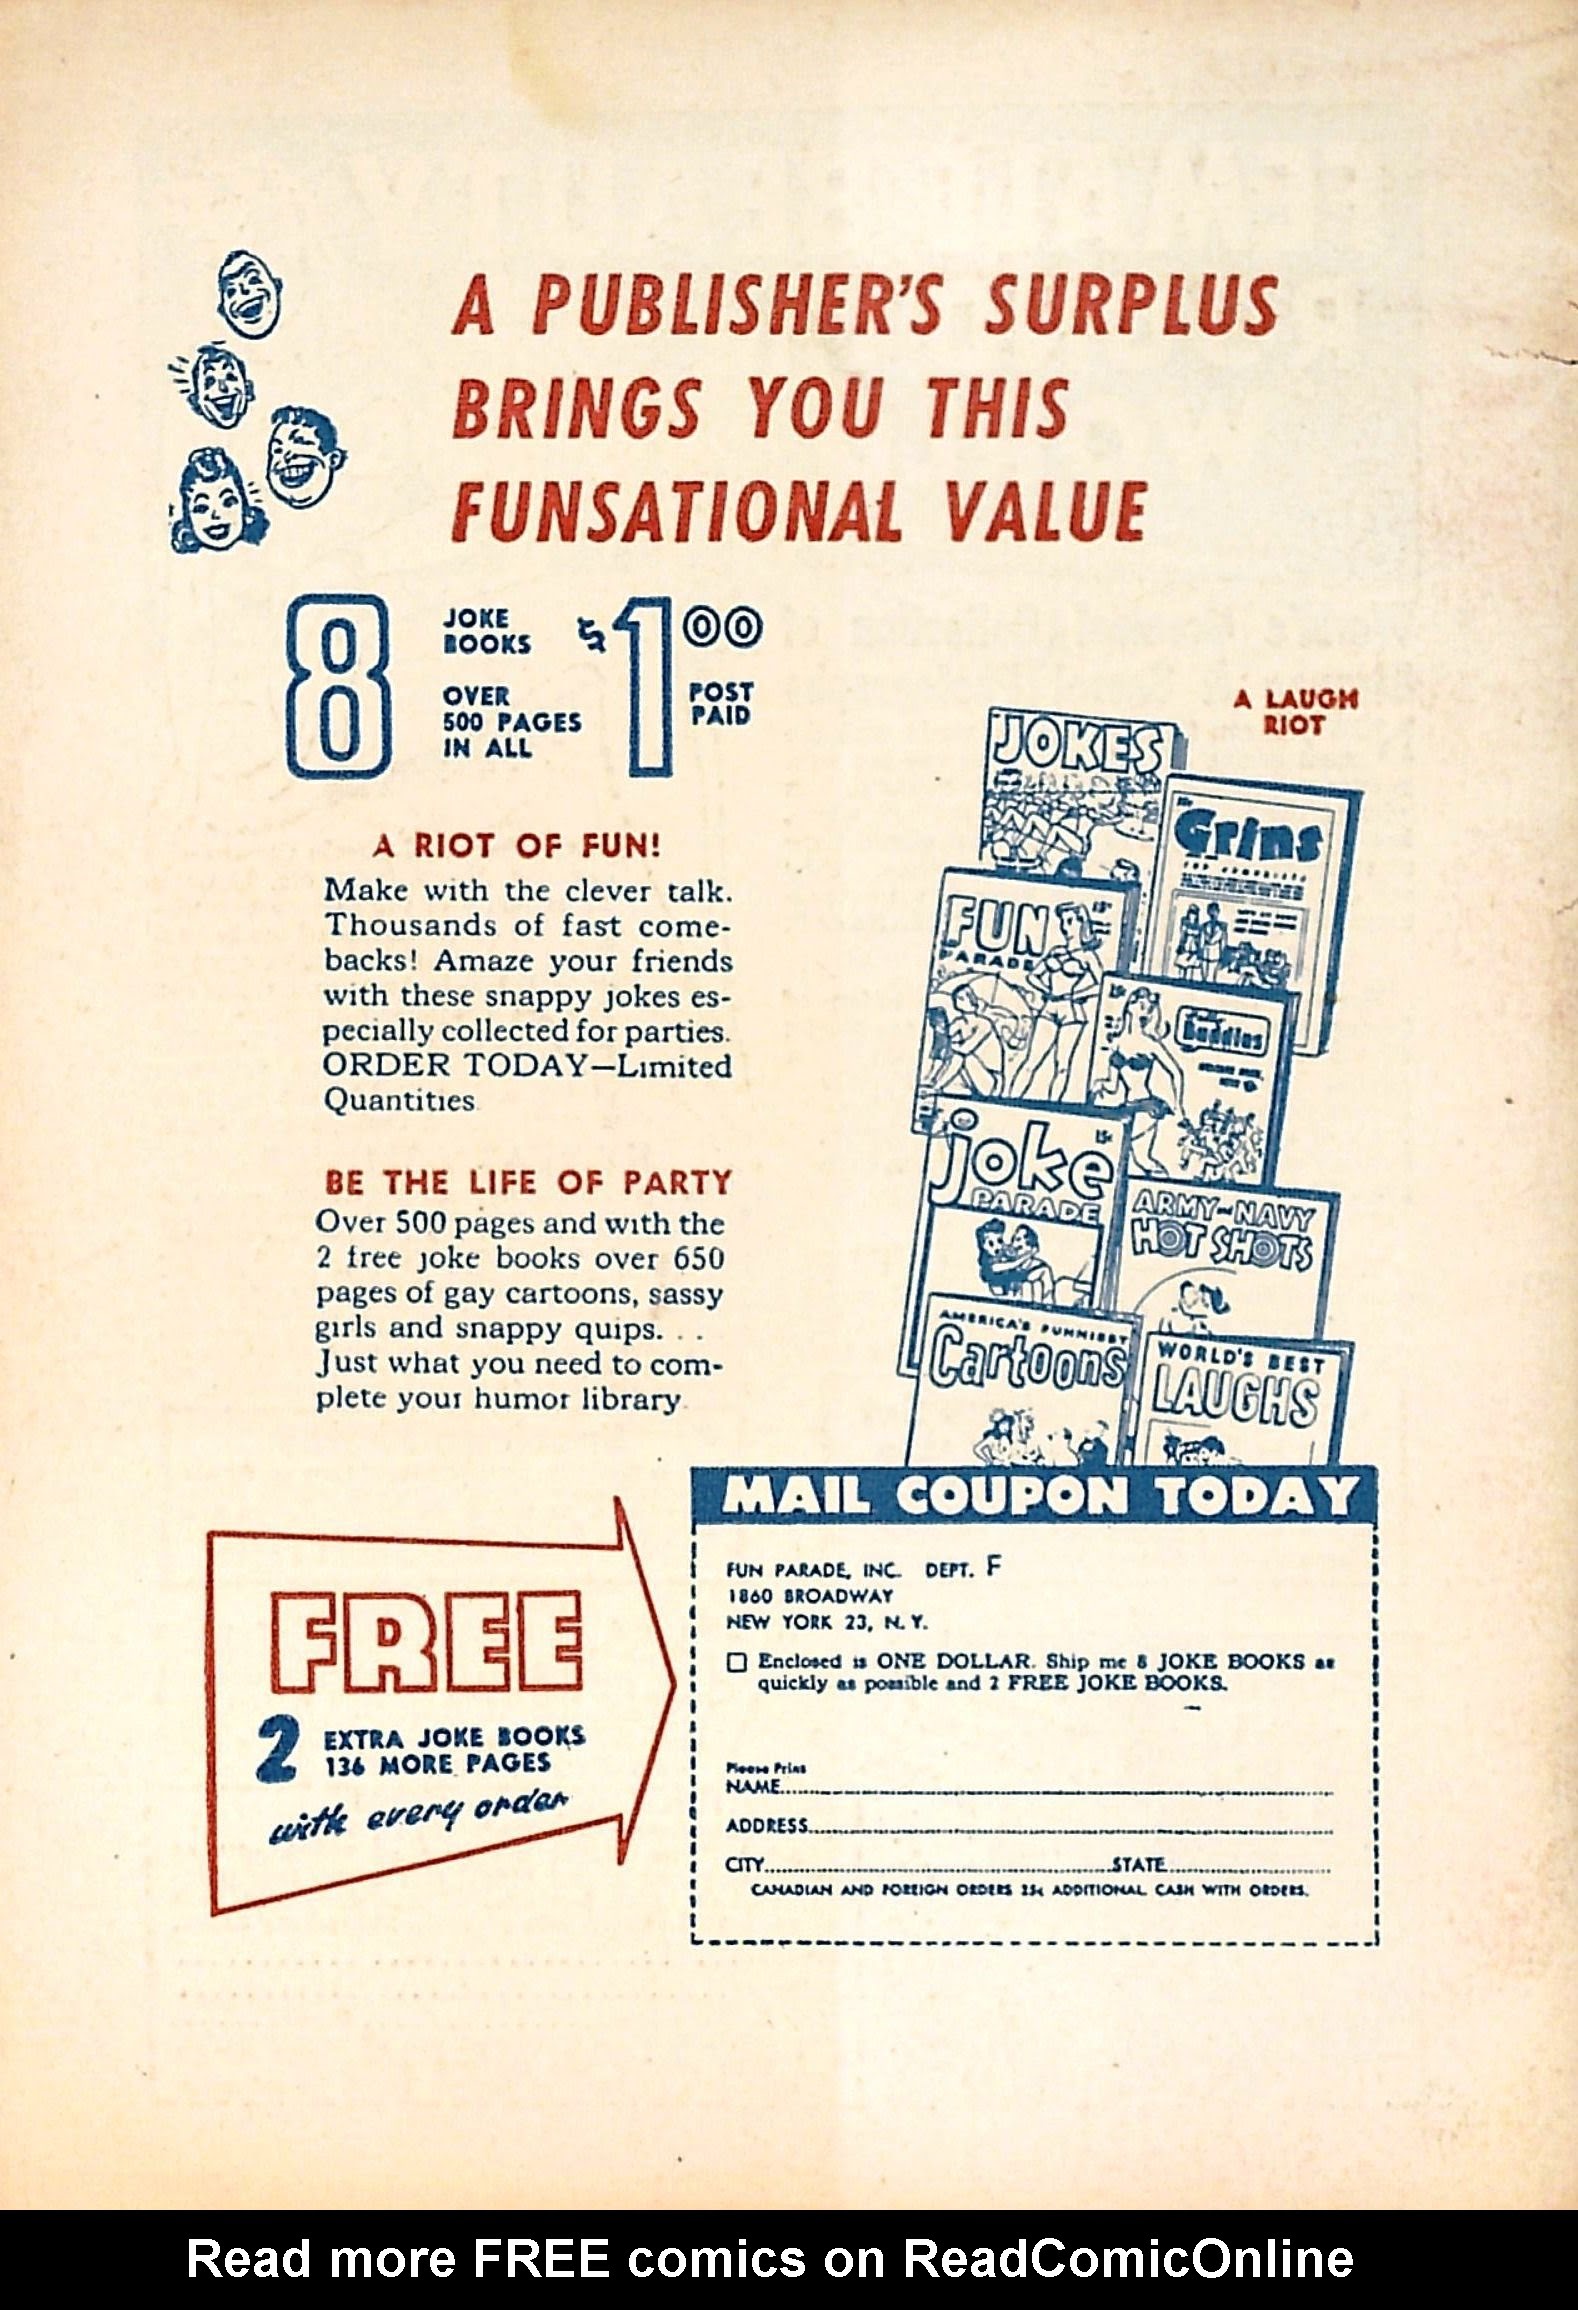 A PUBLISHER'S SURPLUS
BRINGS YOU THIS
FUNSATIONAL VALUE
8
JOKE
BOOKS
OVER
500 PAGES
IN ALL
$1.00
POST
PAID
A RIOT OF FUN!
Make with the clever talk.
Thousands of fast come-
backs! Amaze your friends
with these snappy jokes es-
pecially collected for parties.
ORDER TODAY—Limited
Quantities
BE THE LIFE OF PARTY
Over 500 pages and with the
2 free joke books over 650
pages of gay cartoons, sassy
girls and snappy quips. . .
Just what you need to com-
plete your humor library.
A LAUGH
RIOT
JOKES
Grins
FUN
PARADE
15¢
15¢
Buddies
joke
PARADE
15¢
ARMY-NAVY
HOT SHOTS
AMERICA'S FUNNIEST
Cartoons
WORLD'S BEST
LAUGHS
FREE
2
EXTRA JOKE BOOKS
136 MORE PAGES
with every order
MAIL COUPON TODAY
FUN PARADE, INC. DEPT. F
1860 BROADWAY
NEW YORK 23, N. Y.
Enclosed is ONE DOLLAR. Ship me 8 JOKE BOOKS as
quickly as possible and 2 FREE JOKE BOOKS.
Please Print
NAME
ADDRESS
CITY STATE
CANADIAN AND FOREIGN ORDERS 25¢ ADDITIONAL CASH WITH ORDERS.
Read more FREE comics on ReadComicOnline